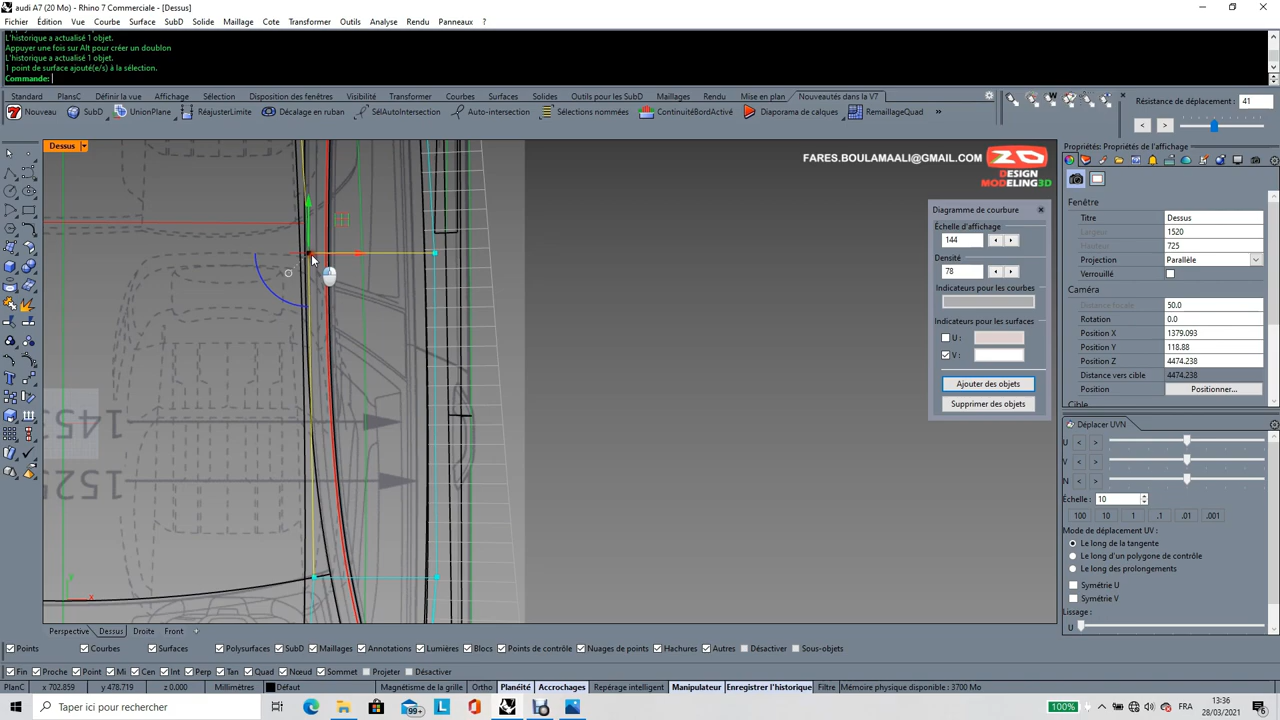 audi A7 (20 Mo) - Rhino 7 Commerciale - [Dessus]
Fichier Édition Vue Courbe Surface SubD Solide Maillage Cote Transformer Outils Analyse Rendu Panneaux ?
L'historique a actualisé 1 objet.
Appuyer une fois sur Alt pour créer un doublon
L'historique a actualisé 1 objet.
1 point de surface ajouté(e/s) à la sélection.
Commande:
Standard PlansC Vue Affichage Sélection Disposition des fenêtres Visibilité Transformer Courbes Surfaces Solides Outils pour les SubD Maillages Rendu Mise en plan Nouveautés dans la V7
Nouveau SubD UnionPlane RéajusterLimite Décalage en ruban SélAutoIntersection Auto-intersection Sélections nommées ContinuitéBordActivé Diaporama de calques RemaillageQuad »
Résistance de déplacement : 41
Dessus
FARES.BOULAMAALI@GMAIL.COM
DESIGN
MODELING3D
Diagramme de courbure
Échelle d'affichage
144
Densité
78
Indicateurs pour les courbes
Indicateurs pour les surfaces
U :
V :
Ajouter des objets
Supprimer des objets
1453
1525
Propriétés: Propriétés de l'affichage
Fenêtre
Titre Dessus
Largeur 1520
Hauteur 725
Projection Parallèle
Verrouillé
Caméra
Distance focale 50.0
Rotation 0.0
Position X 1379.093
Position Y 118.88
Position Z 4474.238
Distance vers cible 4474.238
Position Positionner...
Cible
Déplacer UVN
U < >
V < >
N < >
Échelle : 10
100 10 1 .1 .01 .001
Mode de déplacement UV :
Le long de la tangente
Le long d'un polygone de contrôle
Le long des prolongements
Symétrie U
Symétrie V
Lissage :
U
Perspective Dessus Droite Front
Points Courbes Surfaces Polysurfaces SubD Maillages Annotations Lumières Blocs Points de contrôle Nuages de points Hachures Autres Désactiver Sous-objets
Fin Proche Point Mi Cen Int Perp Tan Quad Nœud Sommet Projeter Désactiver
PlanC x 702.859 y 478.719 z 0.000 Millimètres Défaut Magnétisme de la grille Ortho Planéité Accrochages Repérage intelligent Manipulateur Enregistrer l'historique Filtre Mémoire physique disponible : 3700 Mo
Taper ici pour rechercher
99+
100%
13:36
28/03/2021